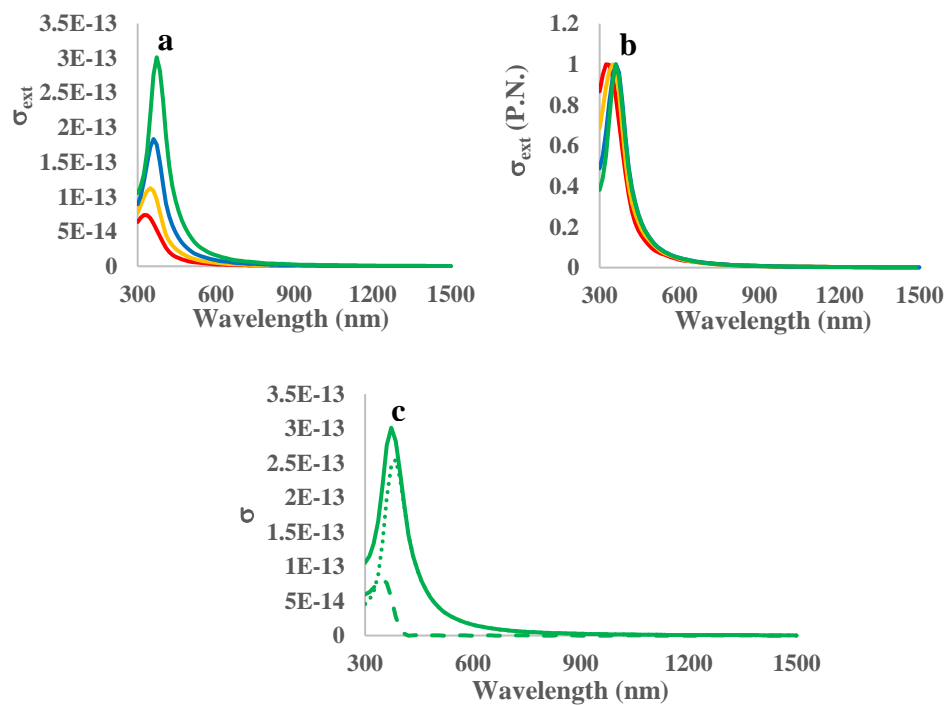 a
σext
3.5E-13
3E-13
2.5E-13
2E-13
1.5E-13
1E-13
5E-14
0
300 600 900 1200 1500
Wavelength (nm)
b
σext (P.N.)
1.2
1
0.8
0.6
0.4
0.2
0
300 600 900 1200 1500
Wavelength (nm)
c
σ
3.5E-13
3E-13
2.5E-13
2E-13
1.5E-13
1E-13
5E-14
0
300 600 900 1200 1500
Wavelength (nm)